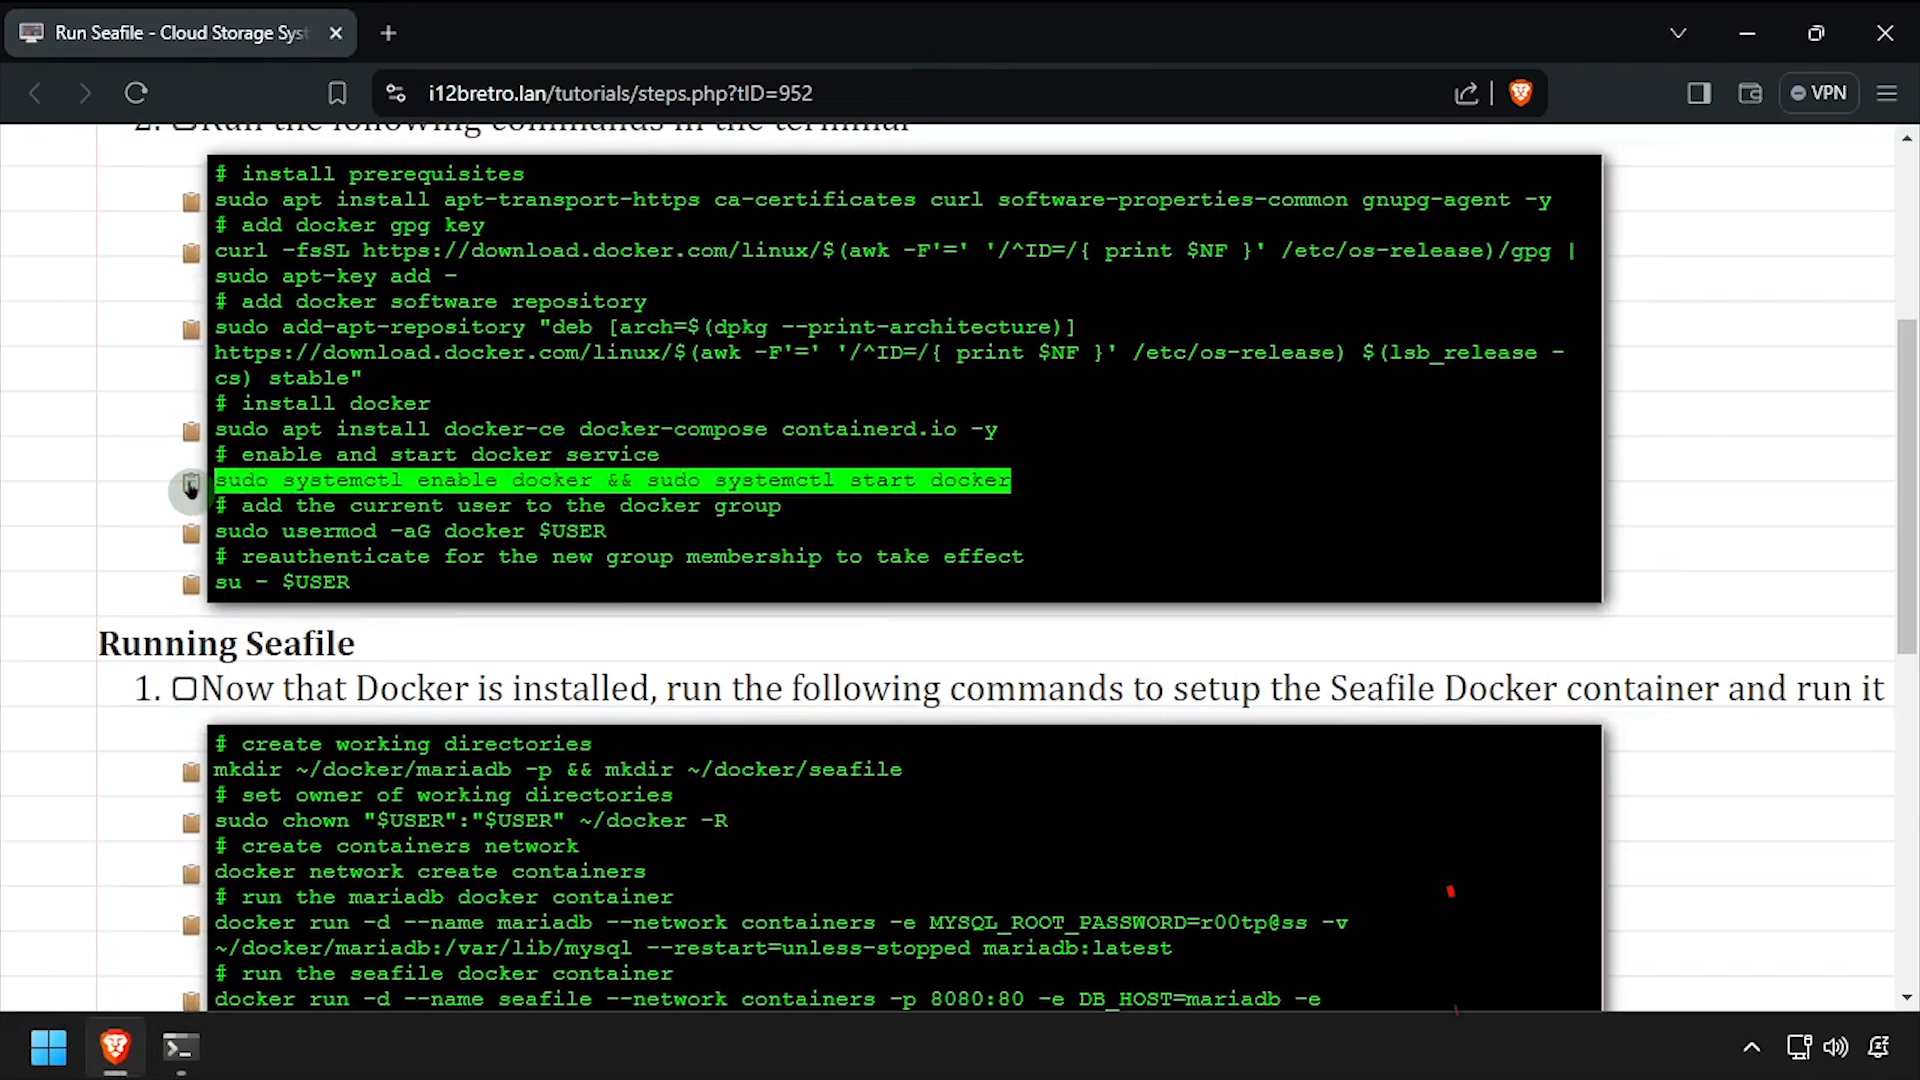 Run Seafile - Cloud Storage Syst
i12bretro.lan/tutorials/steps.php?tID=952
VPN
2. Run the following commands in the terminal
# install prerequisites
sudo apt install apt-transport-https ca-certificates curl software-properties-common gnupg-agent -y
# add docker gpg key
curl -fsSL https://download.docker.com/linux/$(awk -F'=' '/^ID=/{ print $NF }' /etc/os-release)/gpg |
sudo apt-key add -
# add docker software repository
sudo add-apt-repository "deb [arch=$(dpkg --print-architecture)]
https://download.docker.com/linux/$(awk -F'=' '/^ID=/{ print $NF }' /etc/os-release) $(lsb_release -
cs) stable"
# install docker
sudo apt install docker-ce docker-compose containerd.io -y
# enable and start docker service
sudo systemctl enable docker && sudo systemctl start docker
# add the current user to the docker group
sudo usermod -aG docker $USER
# reauthenticate for the new group membership to take effect
su - $USER
Running Seafile
1. Now that Docker is installed, run the following commands to setup the Seafile Docker container and run it
# create working directories
mkdir ~/docker/mariadb -p && mkdir ~/docker/seafile
# set owner of working directories
sudo chown "$USER":"$USER" ~/docker -R
# create containers network
docker network create containers
# run the mariadb docker container
docker run -d --name mariadb --network containers -e MYSQL_ROOT_PASSWORD=r00tp@ss -v
~/docker/mariadb:/var/lib/mysql --restart=unless-stopped mariadb:latest
# run the seafile docker container
docker run -d --name seafile --network containers -p 8080:80 -e DB_HOST=mariadb -e